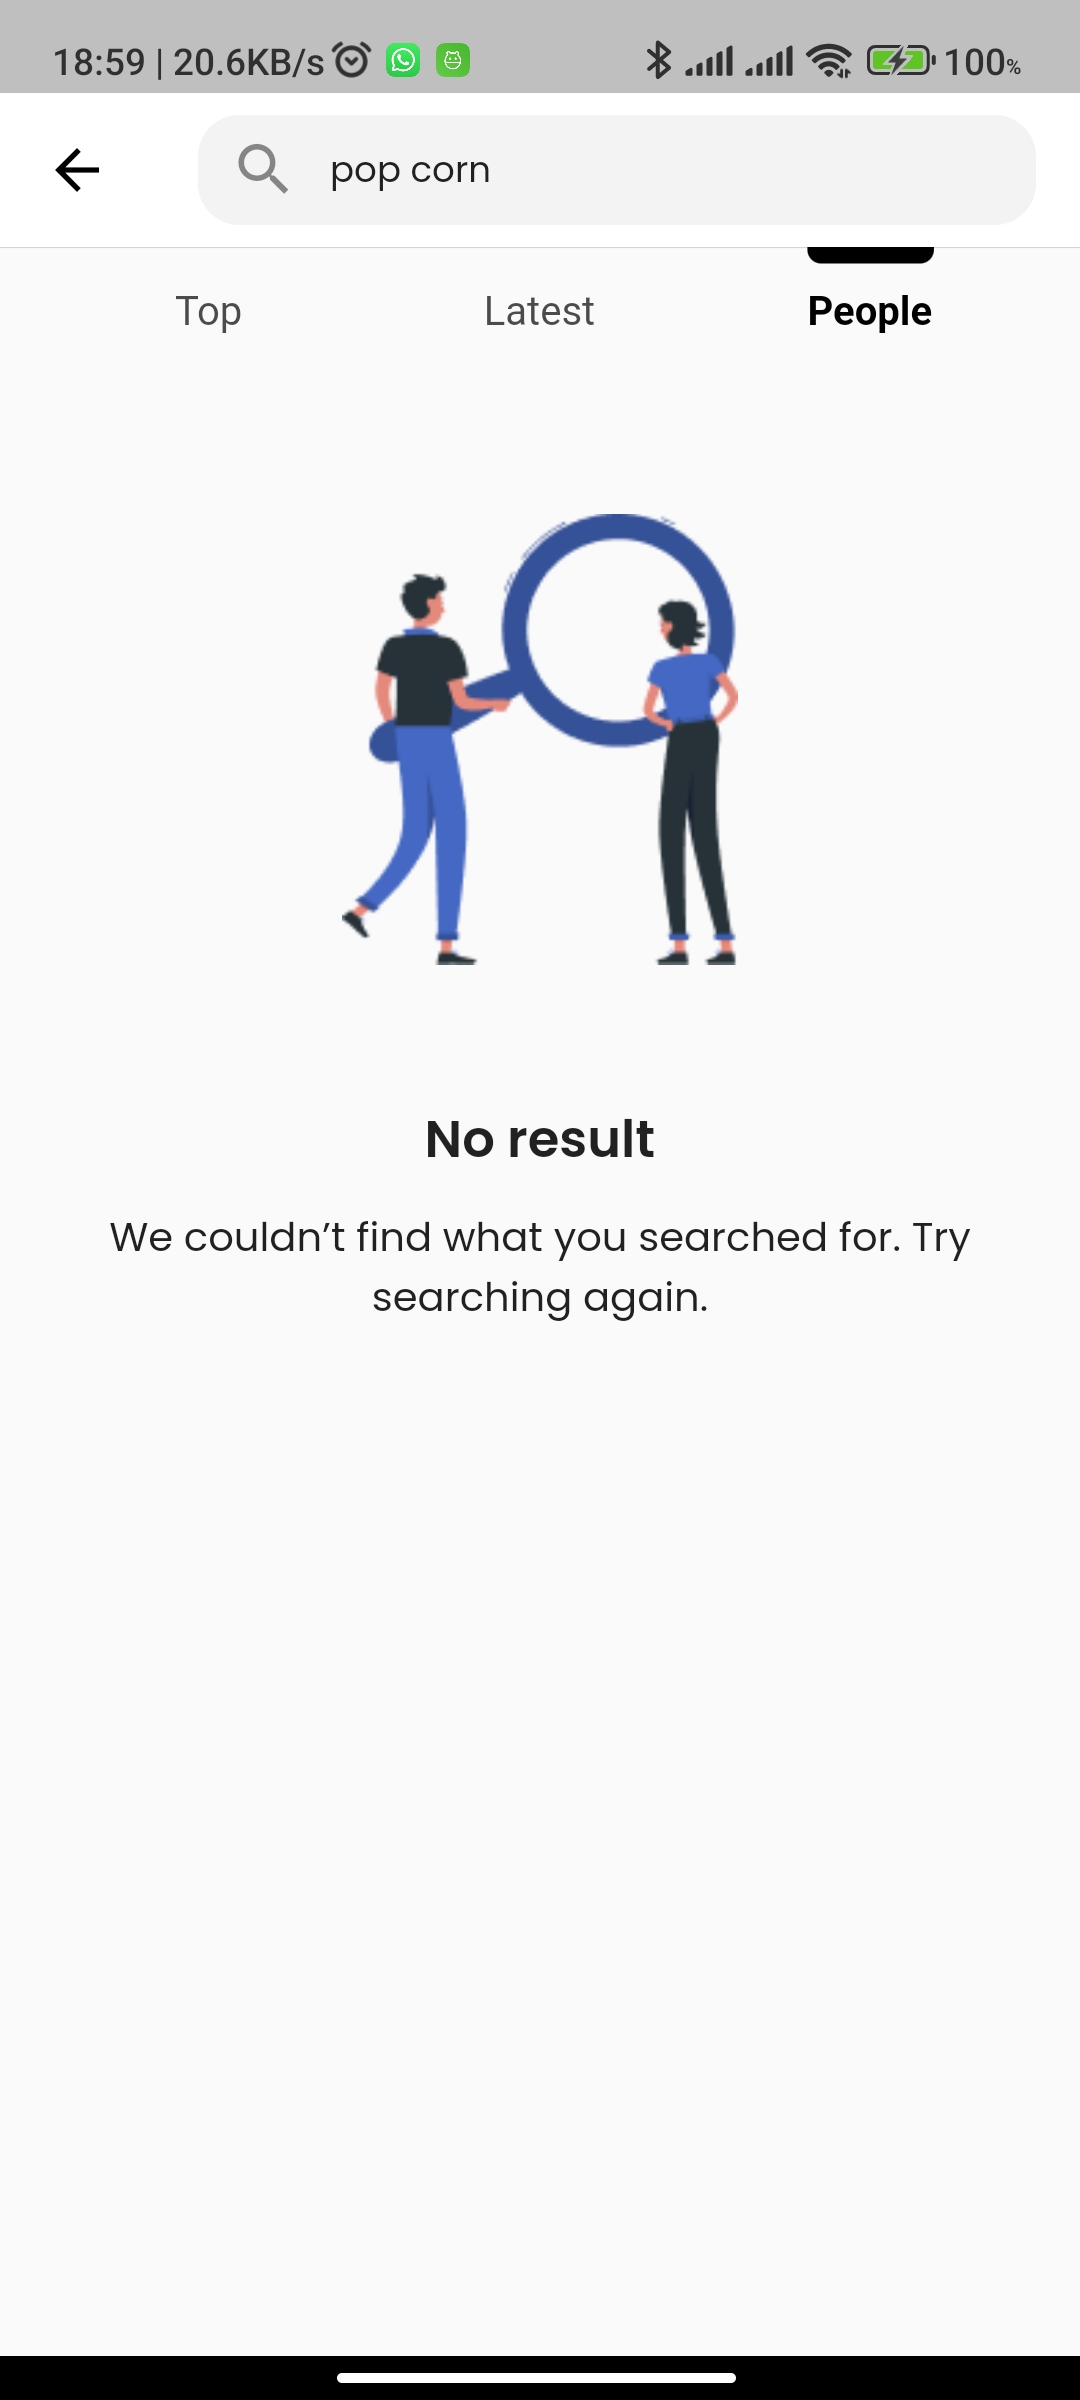 18:59 | 20.6KB/s 100%
pop corn
Top Latest People
No result
We couldn’t find what you searched for. Try
searching again.